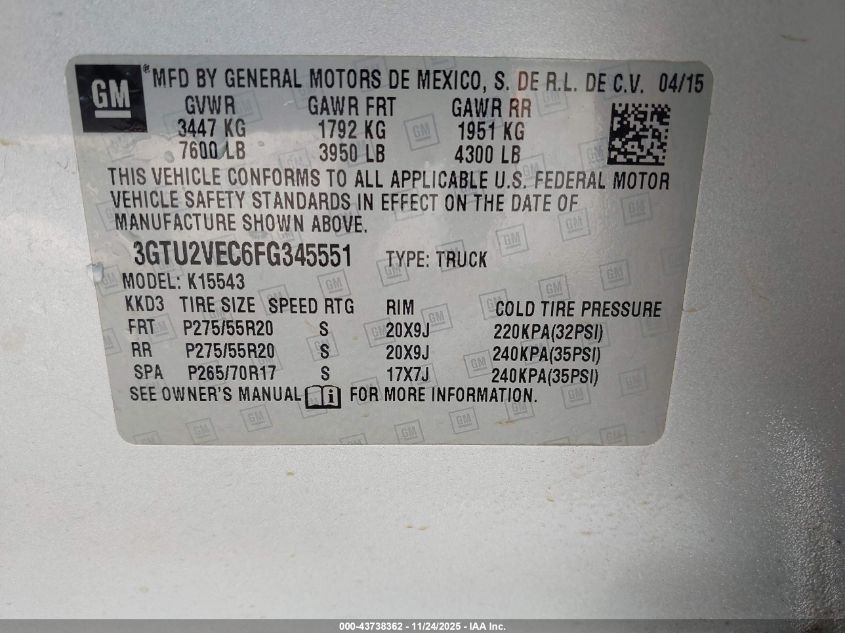 GM ® MFD BY GENERAL MOTORS DE MEXICO, S. DE R.L. DE C.V. 04/15
GVWR GAWR FRT GAWR RR
3447 KG 1792 KG 1951 KG
7600 LB 3950 LB 4300 LB
THIS VEHICLE CONFORMS TO ALL APPLICABLE U.S. FEDERAL MOTOR
VEHICLE SAFETY STANDARDS IN EFFECT ON THE DATE OF
MANUFACTURE SHOWN ABOVE.
3GTU2VEC6FG345551 TYPE: TRUCK
MODEL: K15543
KKD3 TIRE SIZE SPEED RTG RIM COLD TIRE PRESSURE
FRT P275/55R20 S 20X9J 220KPA(32PSI)
RR P275/55R20 S 20X9J 240KPA(35PSI)
SPA P265/70R17 S 17X7J 240KPA(35PSI)
SEE OWNER'S MANUAL FOR MORE INFORMATION.
000-43738362 - 11/24/2025 - IAA Inc.